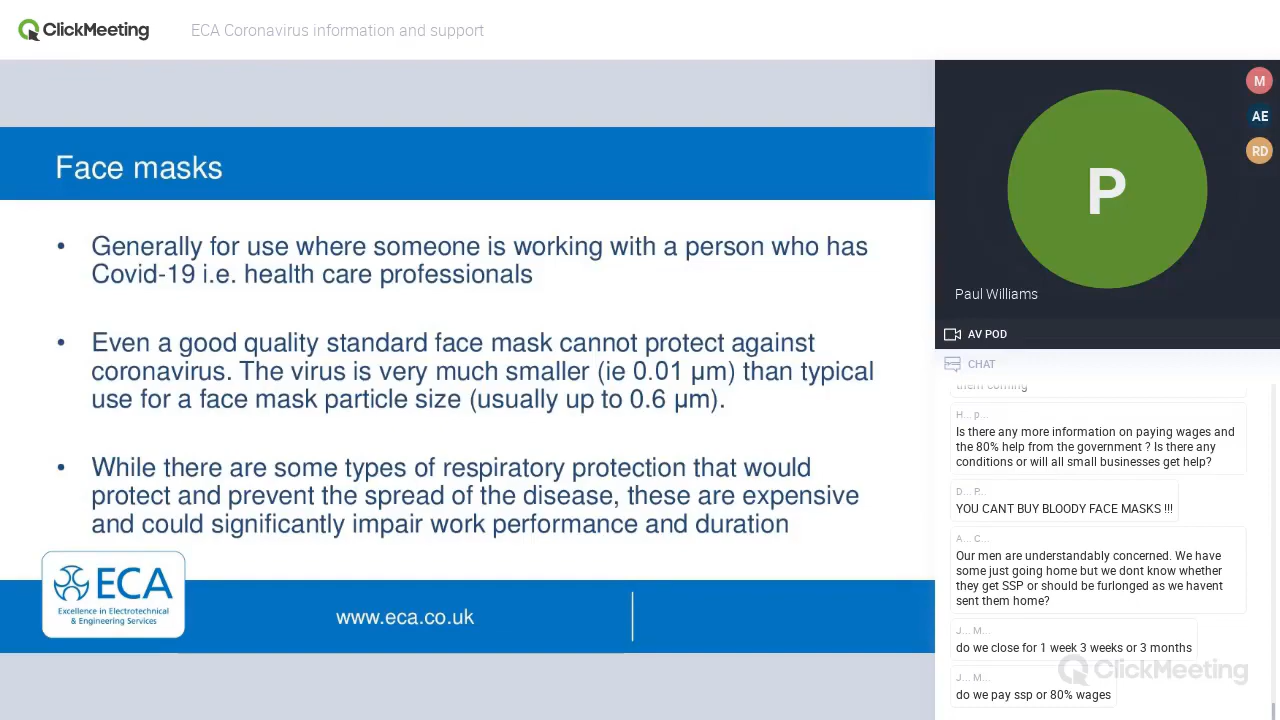 ClickMeeting
ECA Coronavirus information and support
Face masks
• Generally for use where someone is working with a person who has
Covid-19 i.e. health care professionals
• Even a good quality standard face mask cannot protect against
coronavirus. The virus is very much smaller (ie 0.01 μm) than typical
use for a face mask particle size (usually up to 0.6 μm).
• While there are some types of respiratory protection that would
protect and prevent the spread of the disease, these are expensive
and could significantly impair work performance and duration
ECA
Excellence in Electrotechnical
& Engineering Services
www.eca.co.uk
M
AE
RD
P
Paul Williams
AV POD
CHAT
them coming
H... p...
Is there any more information on paying wages and
the 80% help from the government ? Is there any
conditions or will all small businesses get help?
D... P...
YOU CANT BUY BLOODY FACE MASKS !!!
A... C...
Our men are understandably concerned. We have
some just going home but we dont know whether
they get SSP or should be furlonged as we havent
sent them home?
J... M...
do we close for 1 week 3 weeks or 3 months
J... M...
do we pay ssp or 80% wages
ClickMeeting